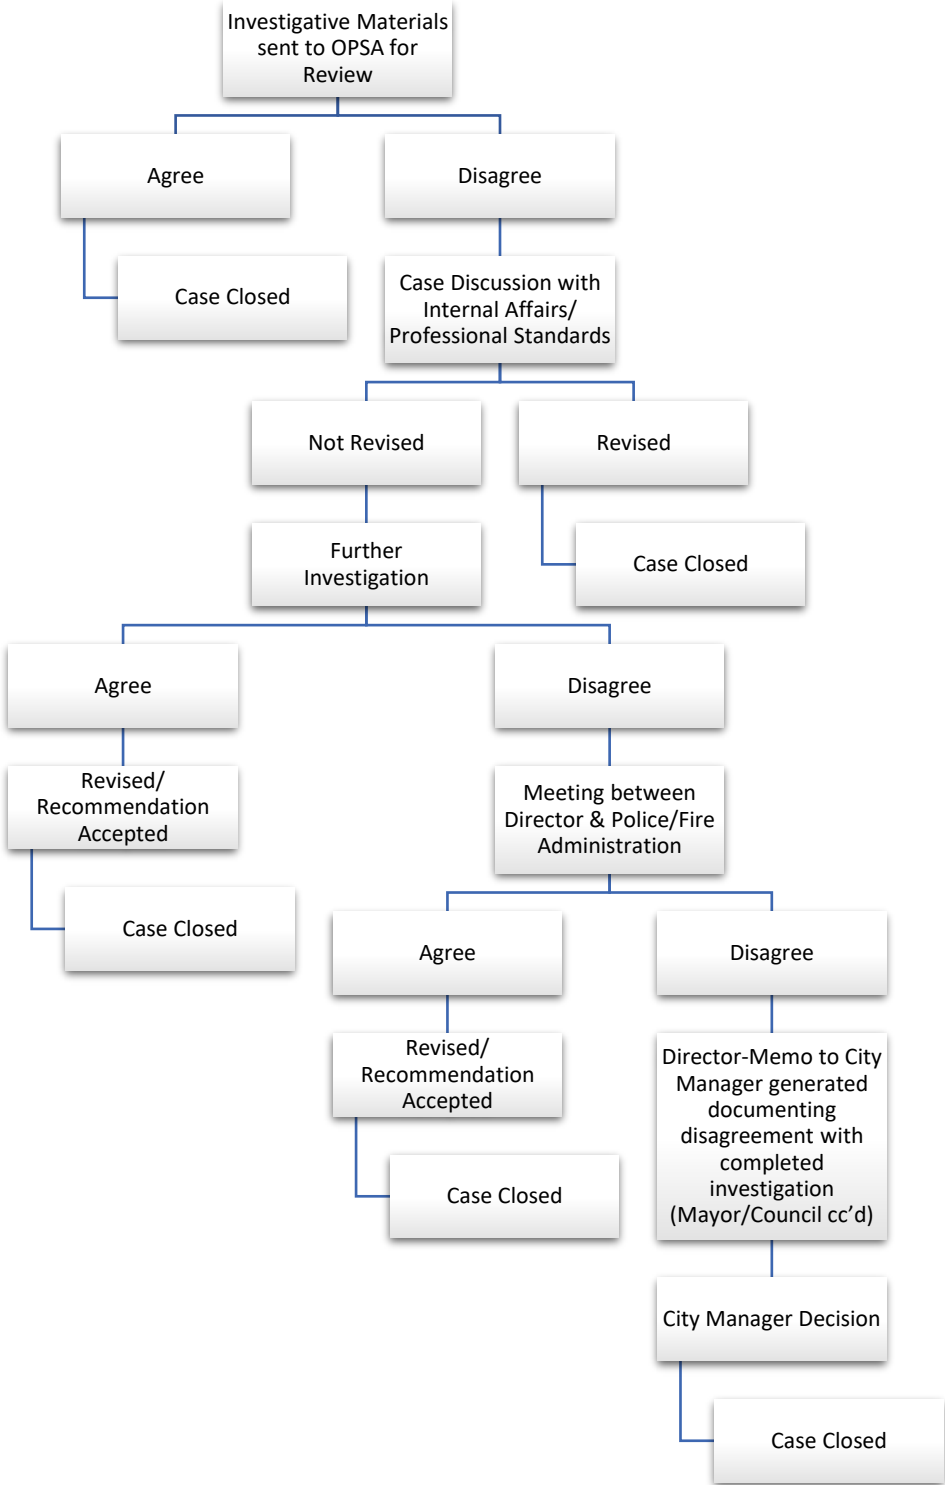 Investigative Materials
sent to OPSA for
Review
Agree
Disagree
Case Closed
Case Discussion with
Internal Affairs/
Professional Standards
Not Revised
Revised
Further
Investigation
Case Closed
Agree
Disagree
Revised/
Recommendation
Accepted
Meeting between
Director & Police/Fire
Administration
Case Closed
Agree
Disagree
Revised/
Recommendation
Accepted
Director-Memo to City
Manager generated
documenting
disagreement with
completed
investigation
(Mayor/Council cc’d)
Case Closed
City Manager Decision
Case Closed